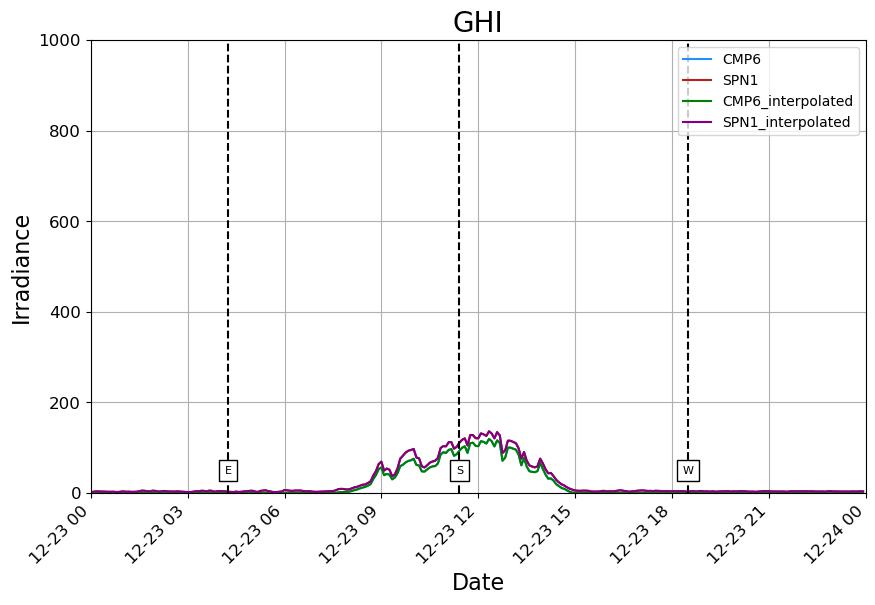 GHI
1000
800
600
400
200
0
Irradiance
CMP6
SPN1
CMP6_interpolated
SPN1_interpolated
E
S
W
12-23 00
12-23 03
12-23 06
12-23 09
12-23 12
12-23 15
12-23 18
12-23 21
12-24 00
Date